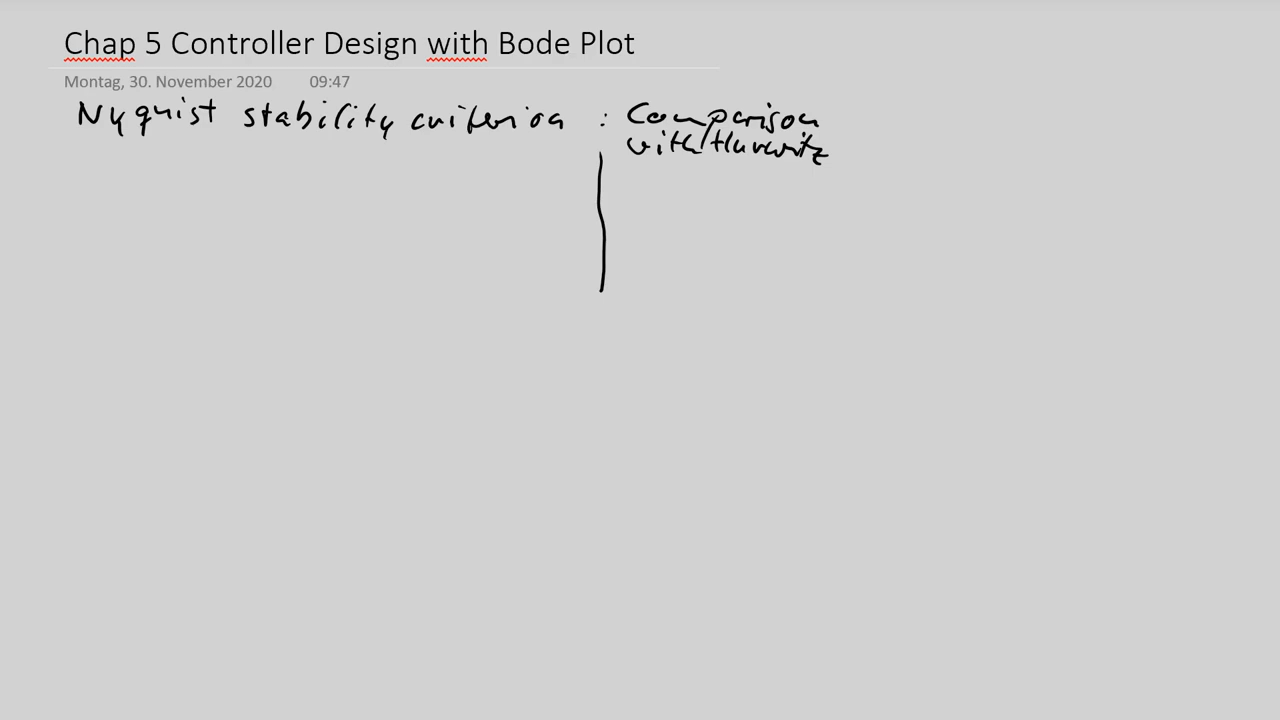 Chap 5 Controller Design with Bode Plot
Montag, 30. November 2020 09:47
Nyquist stability criterion : Comparison
with Hurwitz